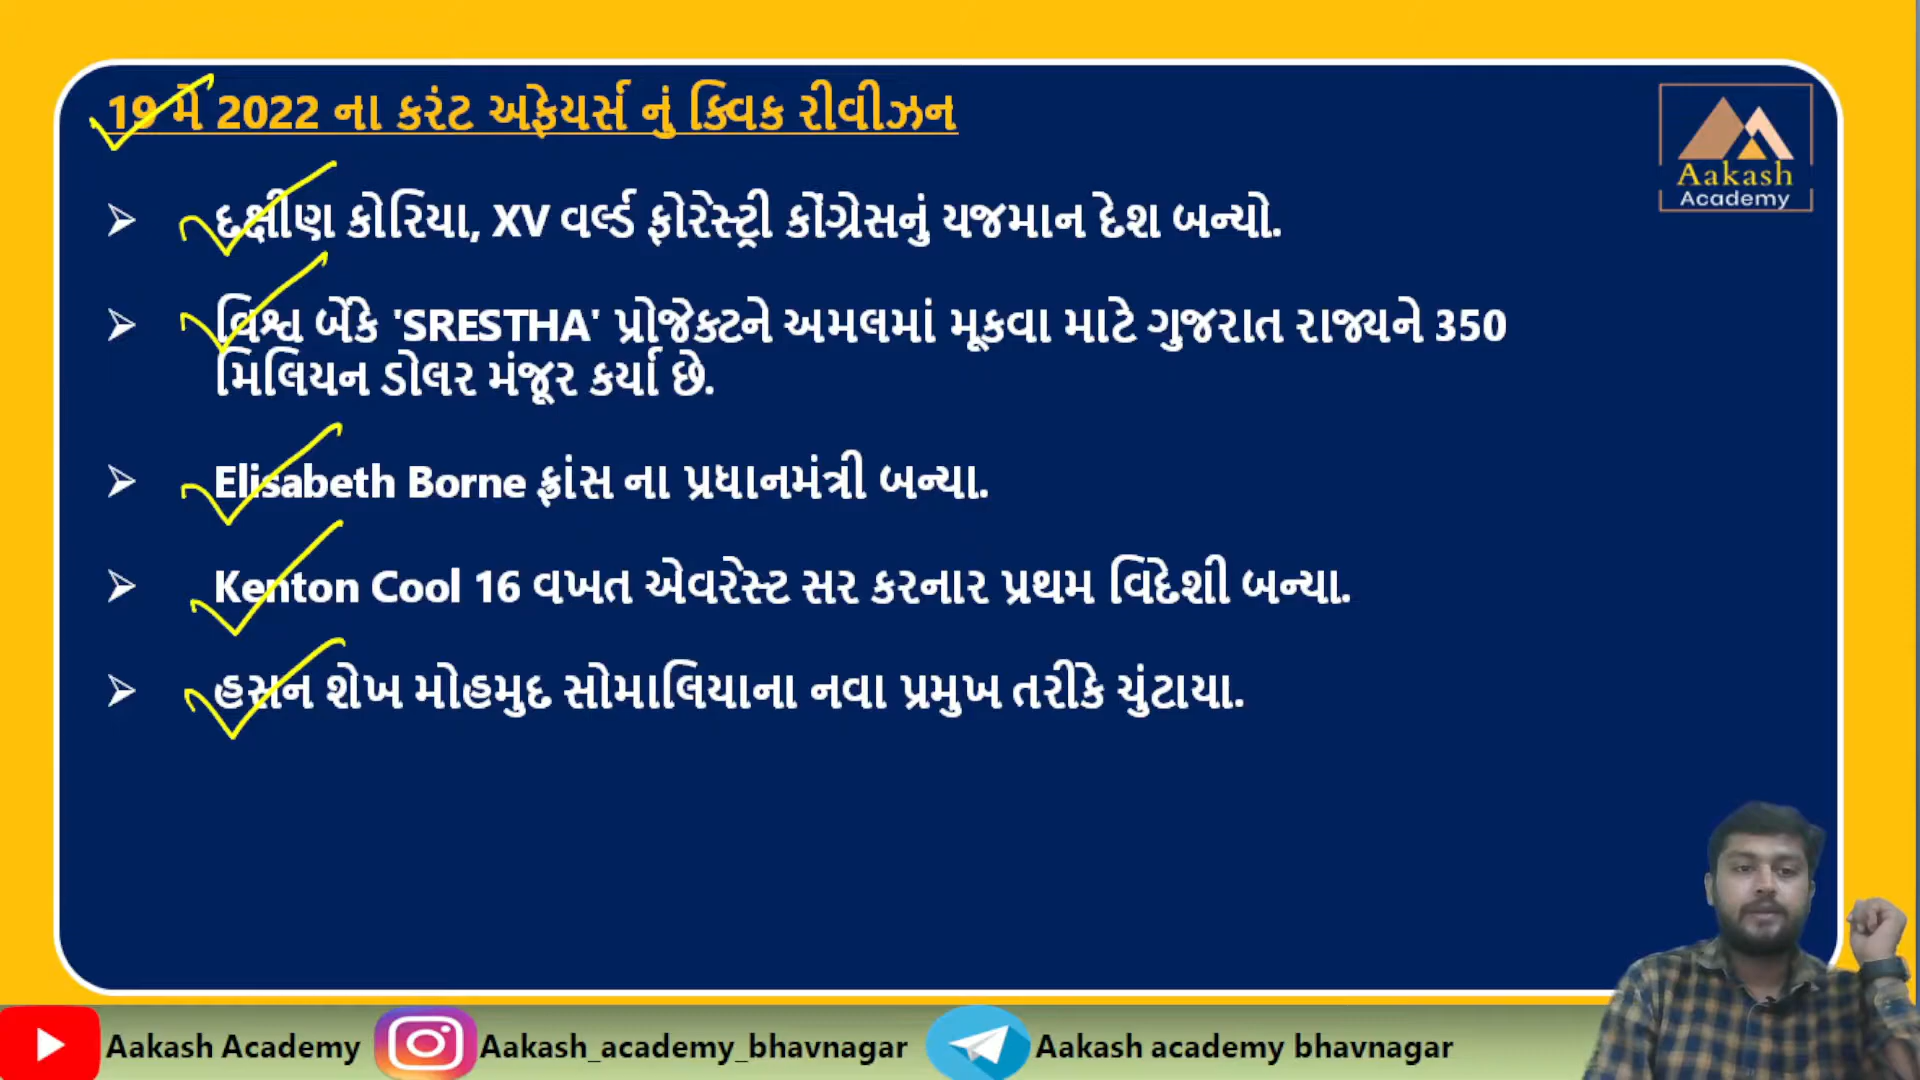 19 મે 2022 ના કરંટ અફેયર્સ નું ક્વિક રીવીઝન
Aakash
Academy
➢ દક્ષીણ કોરિયા, XV વર્લ્ડ ફોરેસ્ટ્રી કોંગ્રેસનું યજમાન દેશ બન્યો.
➢ વિશ્વ બેંકે 'SRESTHA' પ્રોજેક્ટને અમલમાં મૂકવા માટે ગુજરાત રાજ્યને 350
મિલિયન ડોલર મંજૂર કર્યા છે.
➢ Elisabeth Borne ફ્રાંસ ના પ્રધાનમંત્રી બન્યા.
➢ Kenton Cool 16 વખત એવરેસ્ટ સર કરનાર પ્રથમ વિદેશી બન્યા.
➢ હસન શેખ મોહમુદ સોમાલિયાના નવા પ્રમુખ તરીકે ચુંટાયા.
Aakash Academy
Aakash_academy_bhavnagar
Aakash academy bhavnagar